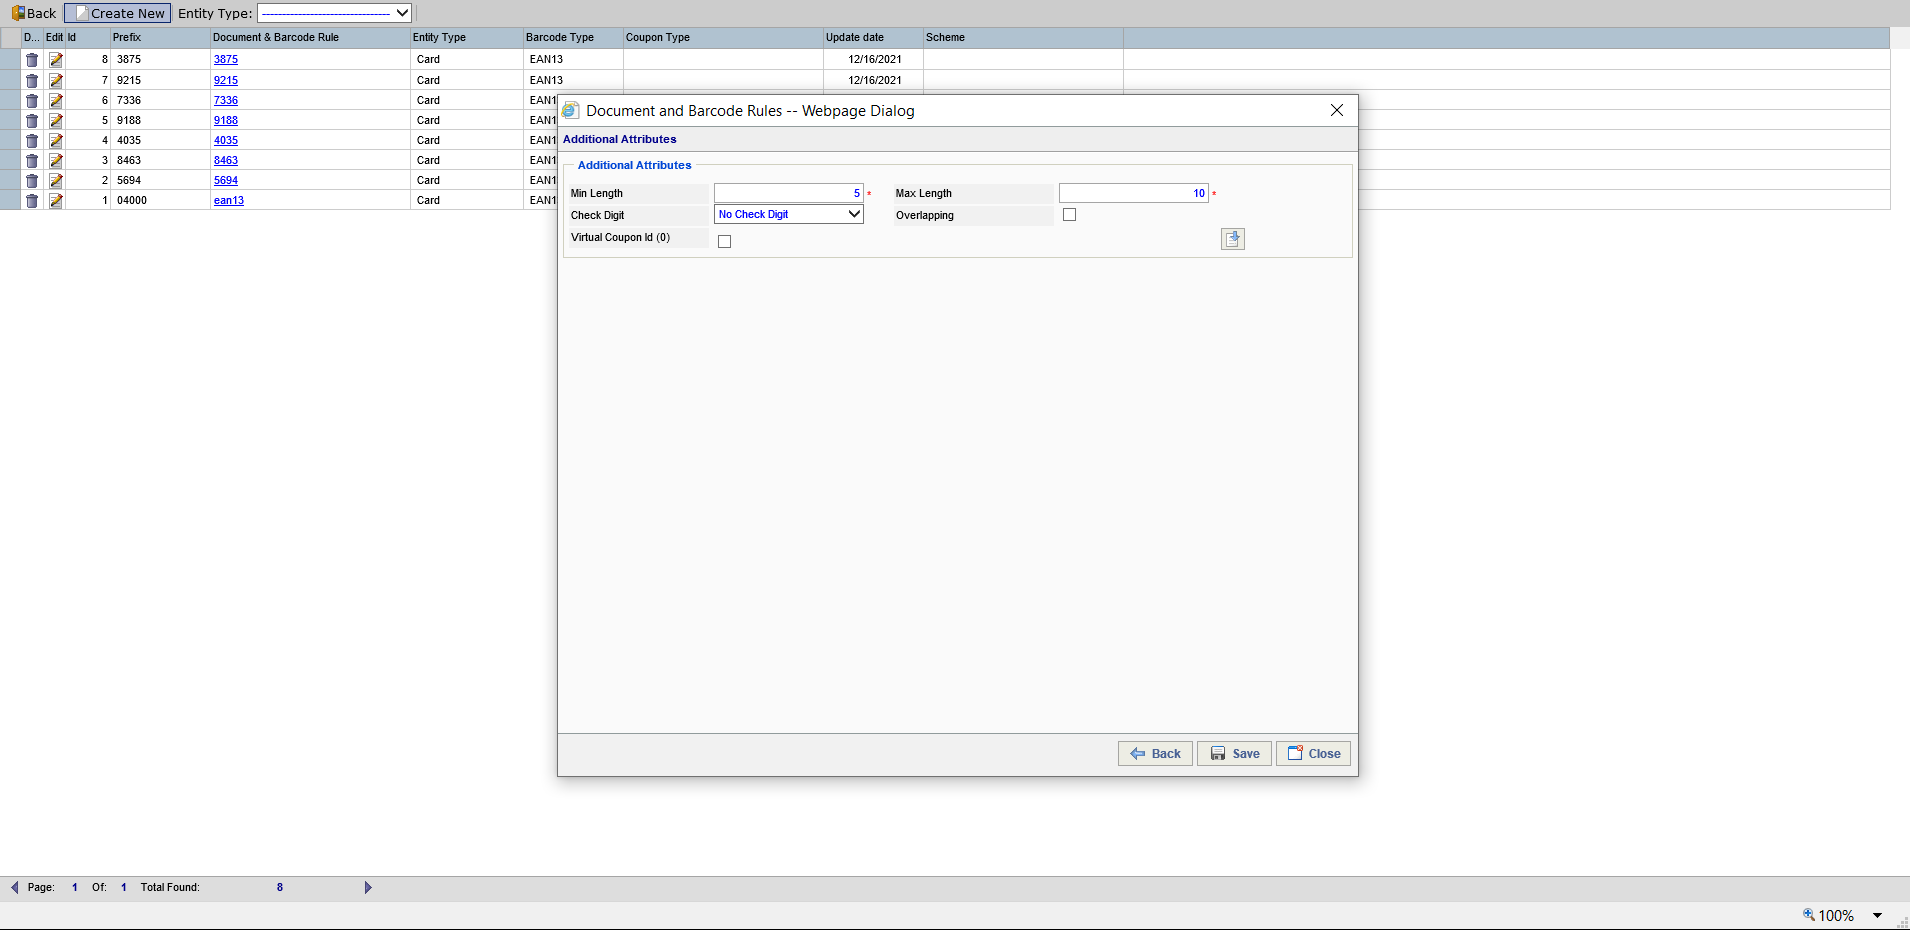 Back Create New Entity Type: --------------------------------
D... Edit Id Prefix Document & Barcode Rule Entity Type Barcode Type Coupon Type Update date Scheme
8 3875 3875 Card EAN13 12/16/2021
7 9215 9215 Card EAN13 12/16/2021
6 7336 7336 Card EAN1
5 9188 9188 Card EAN1
4 4035 4035 Card EAN1
3 8463 8463 Card EAN1
2 5694 5694 Card EAN1
1 04000 ean13 Card EAN1
Document and Barcode Rules -- Webpage Dialog
Additional Attributes
Additional Attributes
Min Length 5 * Max Length 10 *
Check Digit No Check Digit Overlapping
Virtual Coupon Id (0)
Back Save Close
Page: 1 Of: 1 Total Found: 8
100%